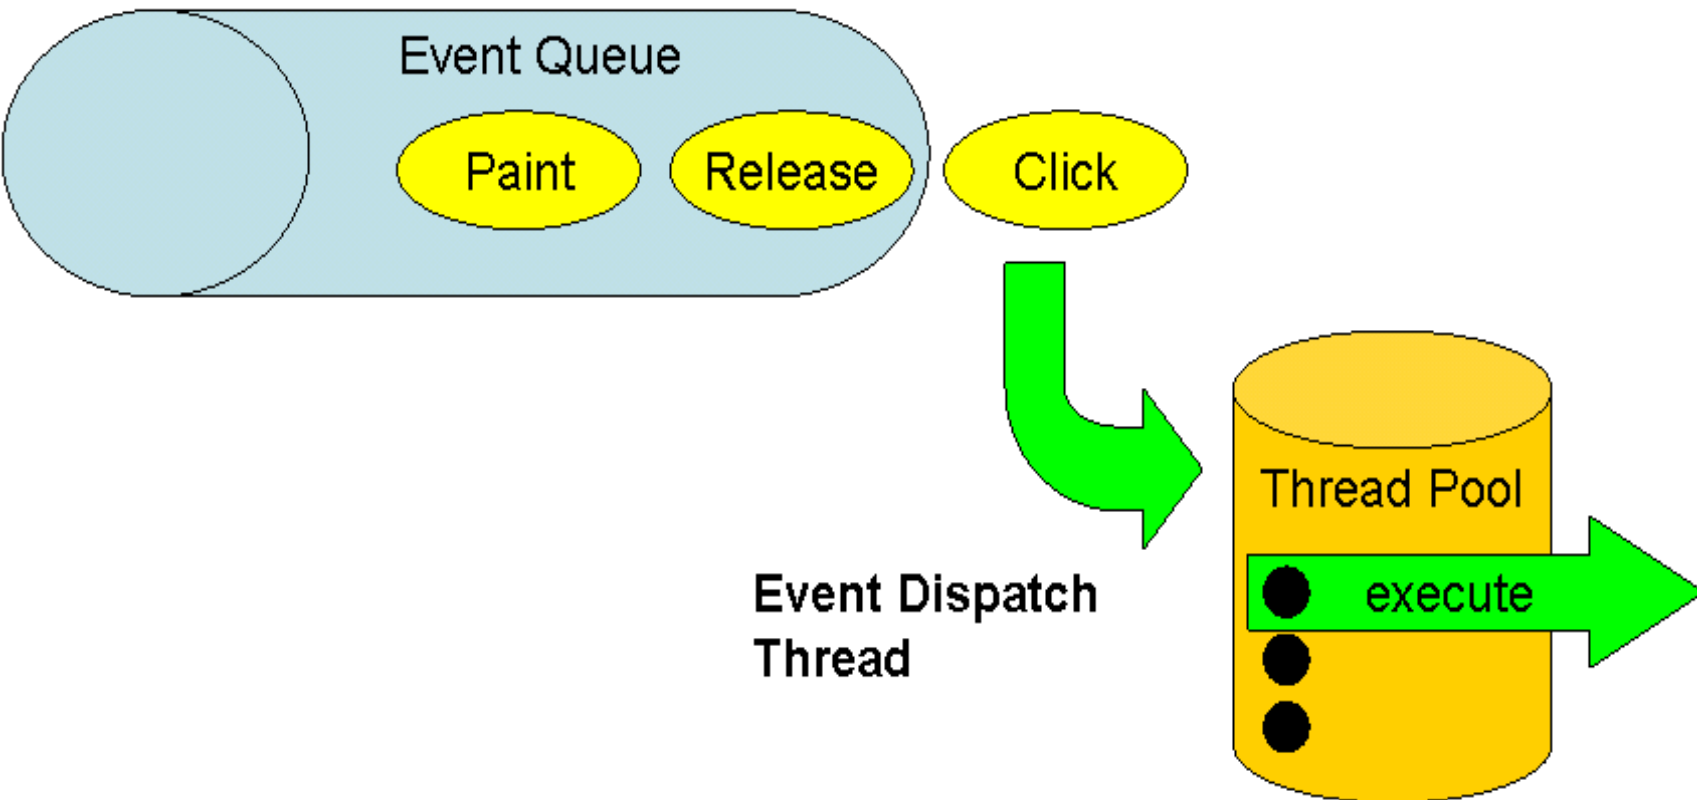 Event Queue
Paint Release Click
Thread Pool
execute
Event Dispatch
Thread